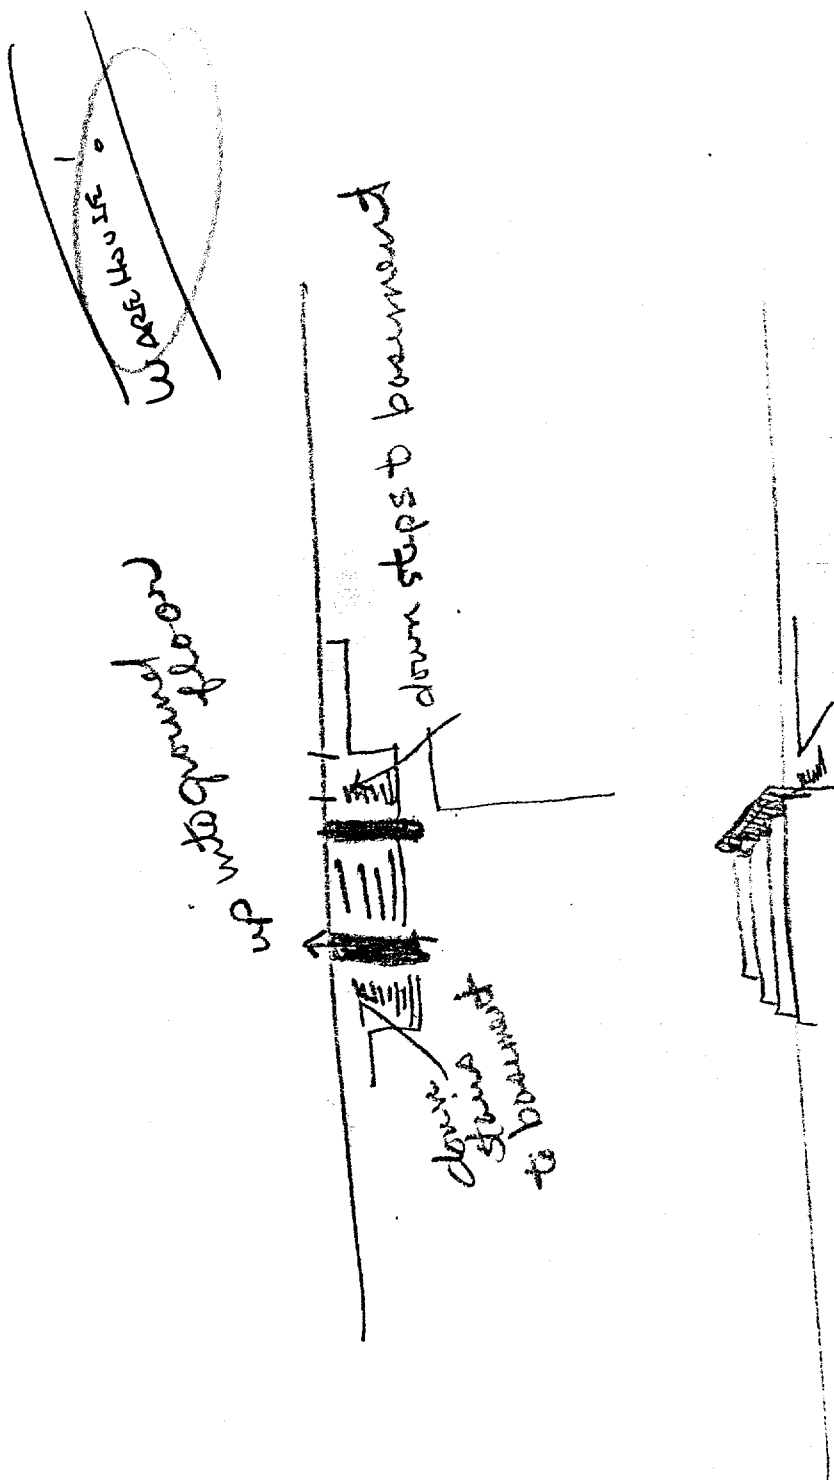 WAREHOUSE.
up into ground
floor
down steps to basement
down
stairs
to basement